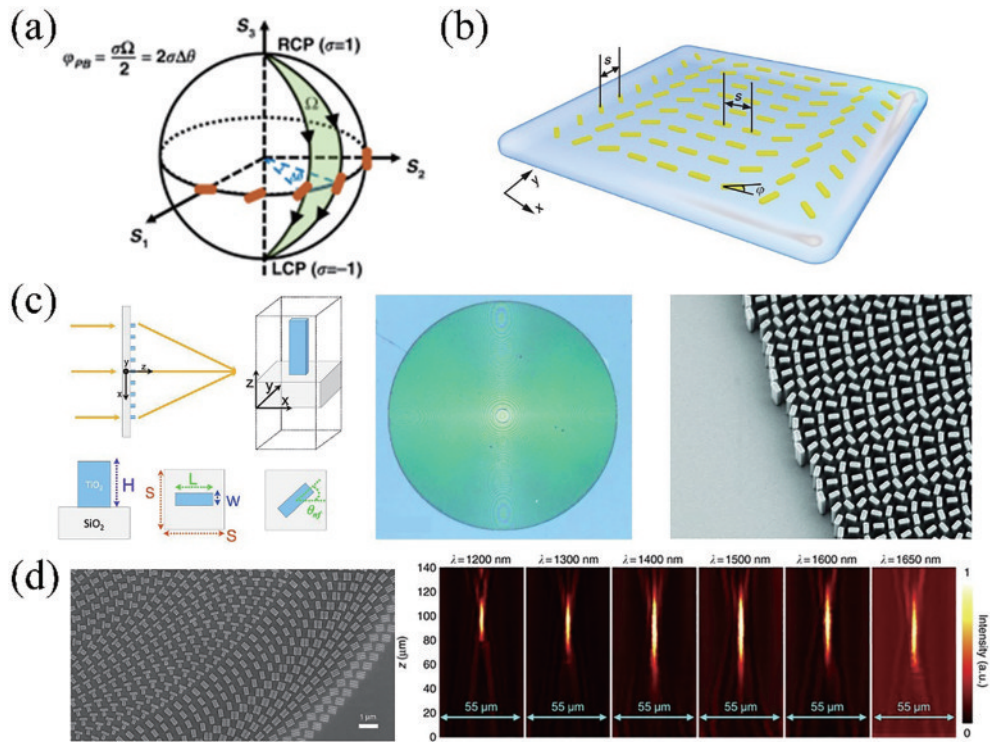 (a)
φPB = σΩ/2 = 2σΔθ
S₃
RCP (σ=1)
Ω
S₂
S₁
LCP (σ=−1)
(b)
s
s
φ
y
x
(c)
y
z
x
z
y
x
TiO₂
H
SiO₂
L
S
W
S
θnf
(d)
1 μm
λ=1200 nm
λ=1300 nm
λ=1400 nm
λ=1500 nm
λ=1600 nm
λ=1650 nm
z (μm)
140
120
100
80
60
40
20
0
55 μm
55 μm
55 μm
55 μm
55 μm
55 μm
1
Intensity (a.u.)
0